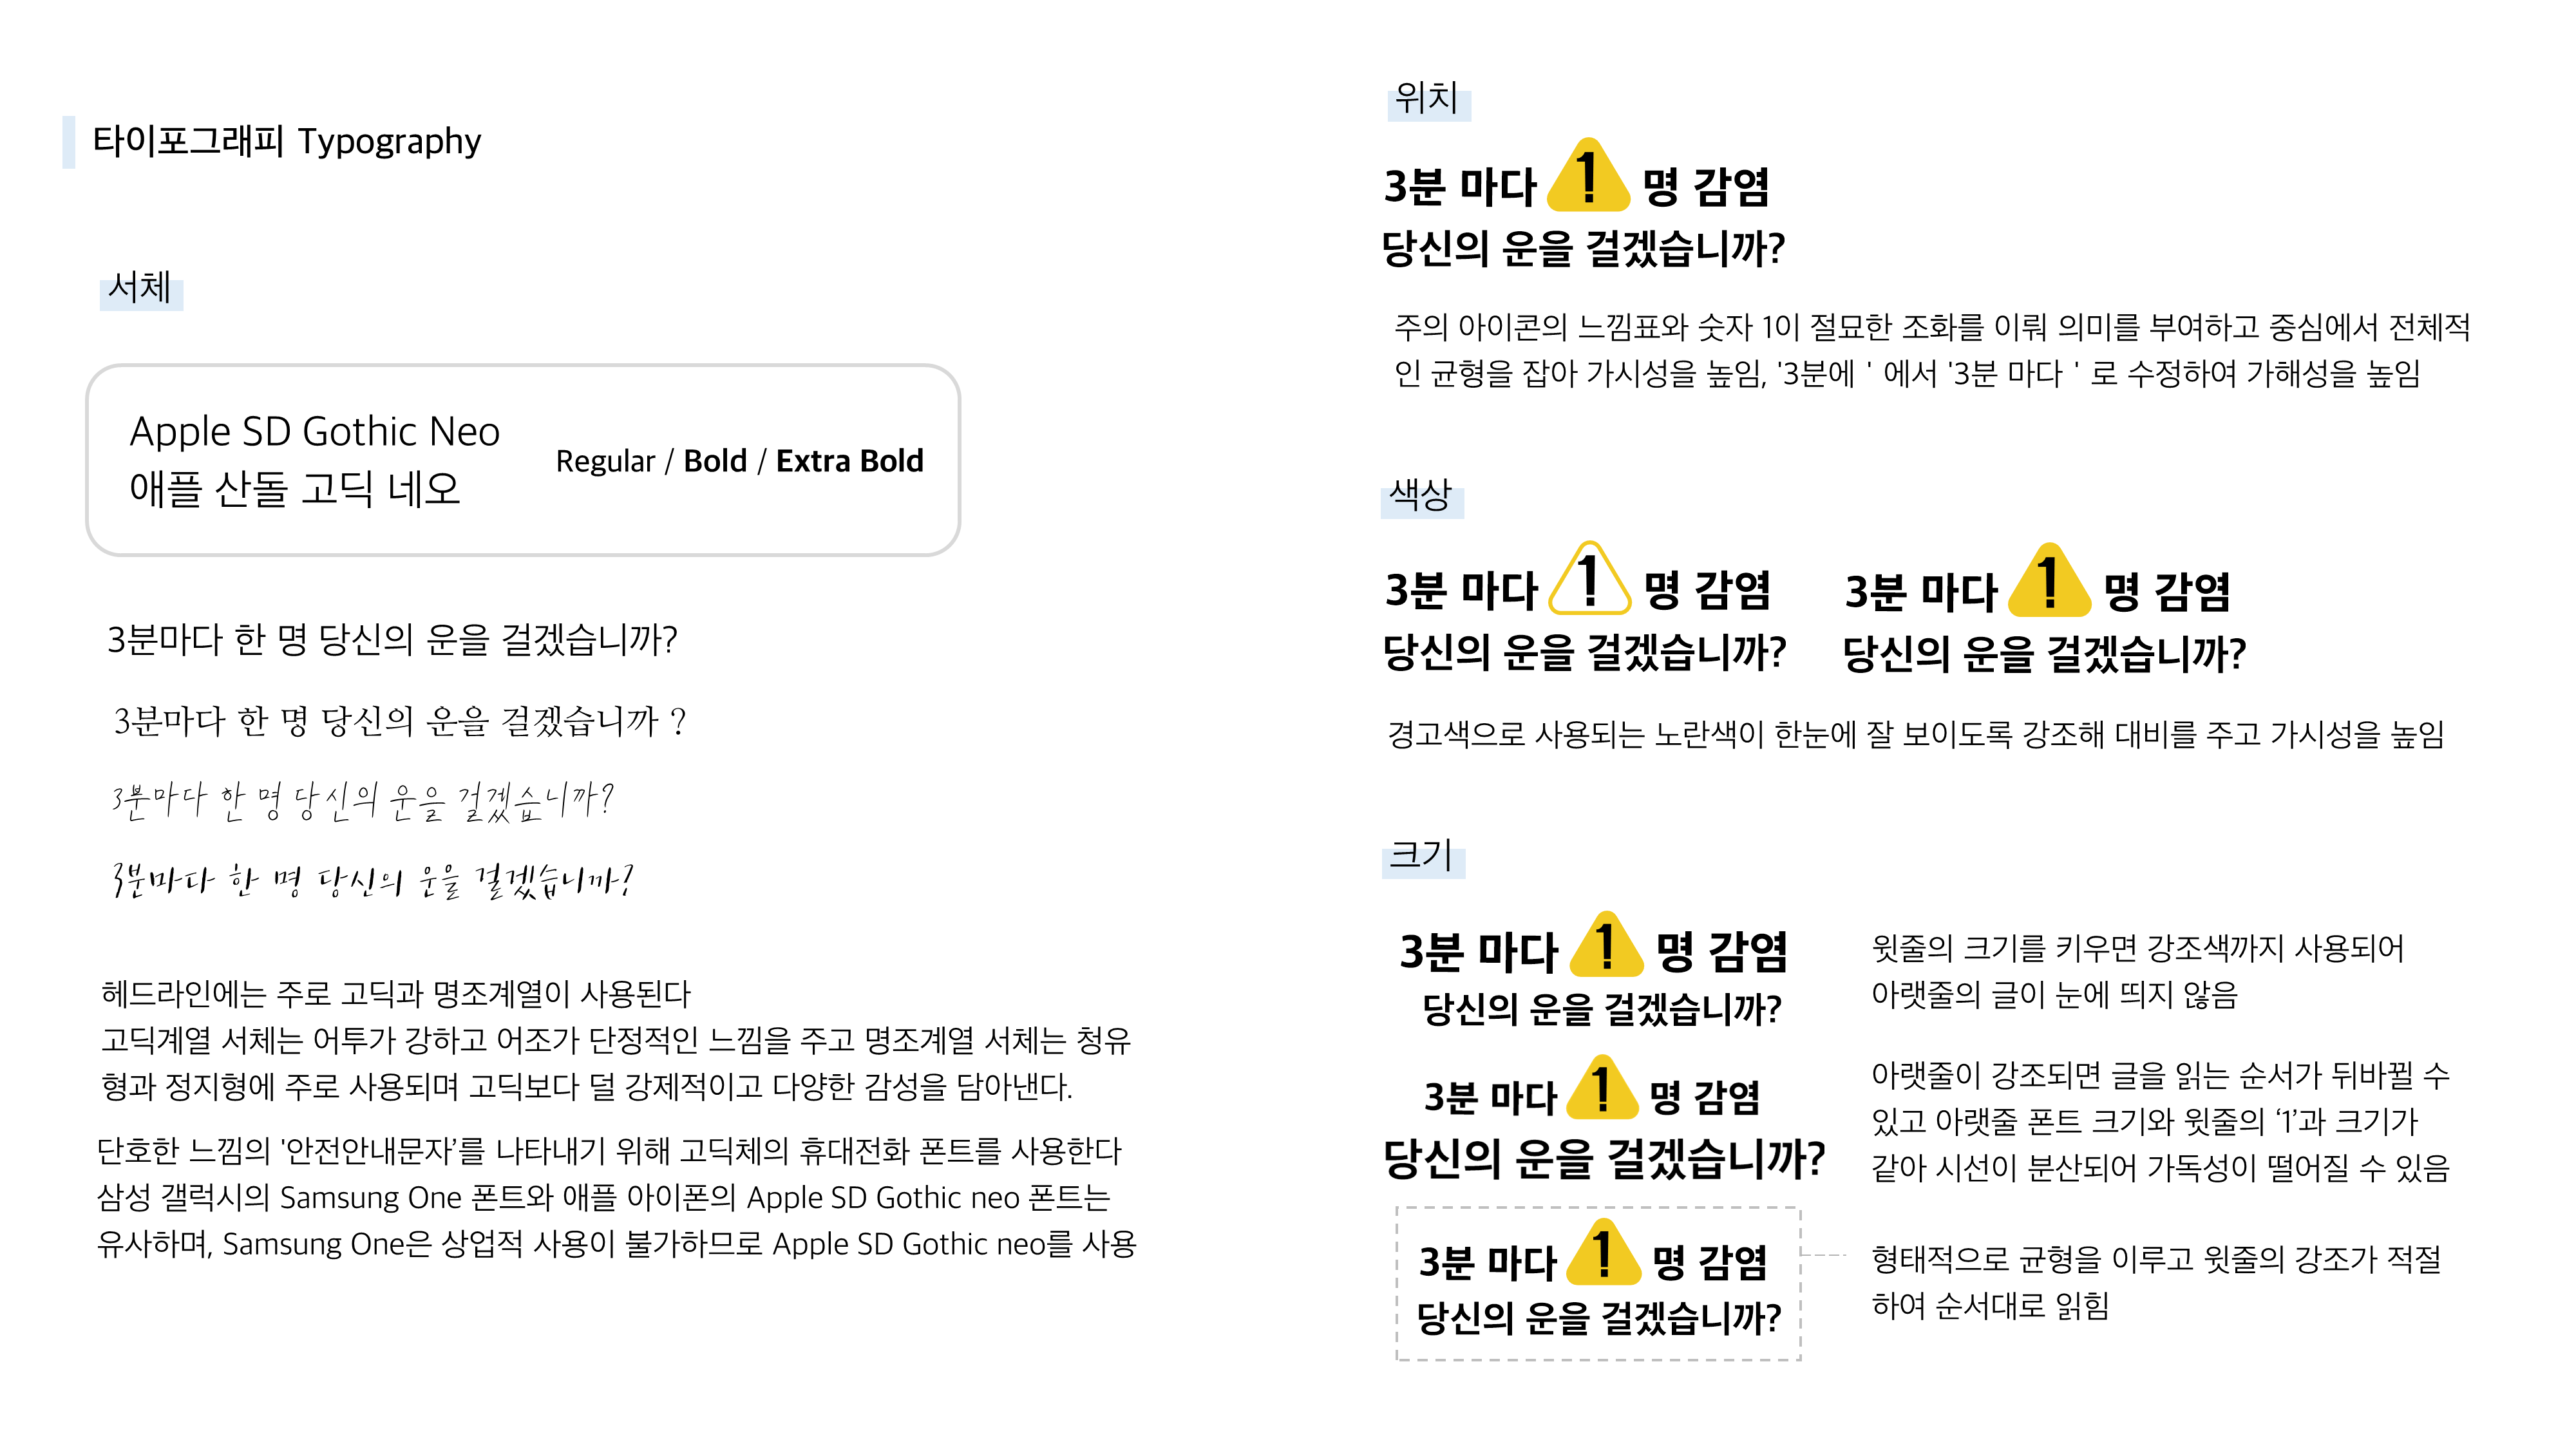 타이포그래피 Typography
서체
Apple SD Gothic Neo
애플 산돌 고딕 네오
Regular / Bold / Extra Bold
3분마다 한 명 당신의 운을 걸겠습니까?
3분마다 한 명 당신의 운을 걸겠습니까 ?
3분마다 한 명 당신의 운을 걸겠습니까?
3분마다 한 명 당신의 운을 걸겠습니까?
헤드라인에는 주로 고딕과 명조계열이 사용된다
고딕계열 서체는 어투가 강하고 어조가 단정적인 느낌을 주고 명조계열 서체는 청유
형과 정지형에 주로 사용되며 고딕보다 덜 강제적이고 다양한 감성을 담아낸다.
단호한 느낌의 '안전안내문자’를 나타내기 위해 고딕체의 휴대전화 폰트를 사용한다
삼성 갤럭시의 Samsung One 폰트와 애플 아이폰의 Apple SD Gothic neo 폰트는
유사하며, Samsung One은 상업적 사용이 불가하므로 Apple SD Gothic neo를 사용
위치
3분 마다 1 명 감염
당신의 운을 걸겠습니까?
주의 아이콘의 느낌표와 숫자 1이 절묘한 조화를 이뤄 의미를 부여하고 중심에서 전체적
인 균형을 잡아 가시성을 높임, '3분에 ' 에서 '3분 마다 ' 로 수정하여 가해성을 높임
색상
3분 마다 1 명 감염
당신의 운을 걸겠습니까?
3분 마다 1 명 감염
당신의 운을 걸겠습니까?
경고색으로 사용되는 노란색이 한눈에 잘 보이도록 강조해 대비를 주고 가시성을 높임
크기
3분 마다 1 명 감염
당신의 운을 걸겠습니까?
윗줄의 크기를 키우면 강조색까지 사용되어
아랫줄의 글이 눈에 띄지 않음
3분 마다 1 명 감염
당신의 운을 걸겠습니까?
아랫줄이 강조되면 글을 읽는 순서가 뒤바뀔 수
있고 아랫줄 폰트 크기와 윗줄의 ‘1’과 크기가
같아 시선이 분산되어 가독성이 떨어질 수 있음
3분 마다 1 명 감염
당신의 운을 걸겠습니까?
형태적으로 균형을 이루고 윗줄의 강조가 적절
하여 순서대로 읽힘